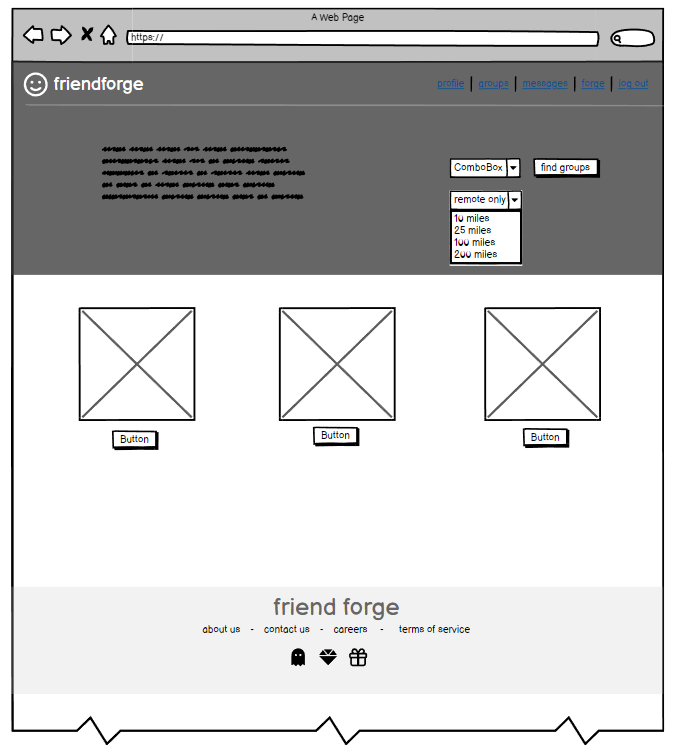 A Web Page
https://
friendforge
profile groups messages forge log out
ComboBox find groups
remote only
10 miles
25 miles
100 miles
200 miles
Button Button Button
friend forge
about us - contact us - careers - terms of service